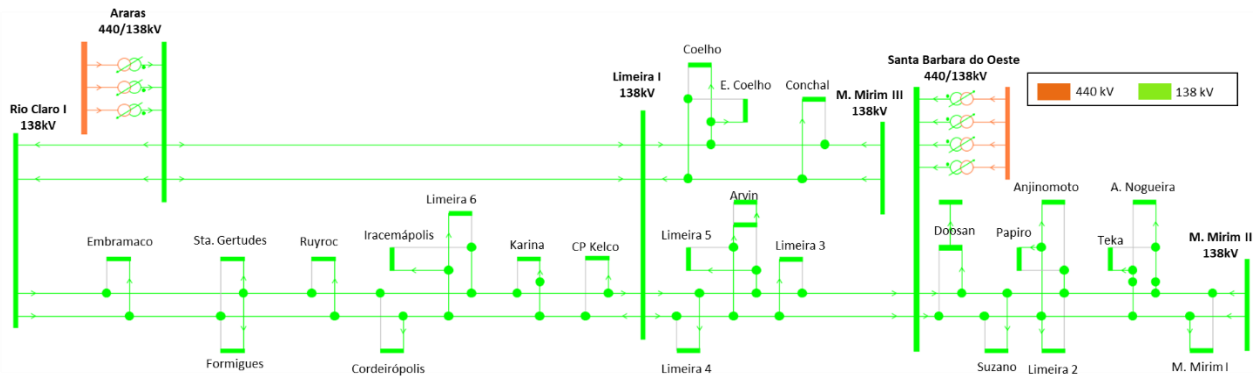 Araras
440/138kV
Rio Claro I
138kV
Limeira I
138kV
Coelho
E. Coelho
Conchal
M. Mirim III
138kV
Santa Barbara do Oeste
440/138kV
440 kV
138 kV
Embramaco
Sta. Gertudes
Ruyroc
Iracemápolis
Limeira 6
Karina
CP Kelco
Limeira 5
Arvin
Limeira 3
Doosan
Papiro
Anjinomoto
A. Nogueira
Teka
M. Mirim II
138kV
Formigues
Cordeirópolis
Limeira 4
Suzano
Limeira 2
M. Mirim I